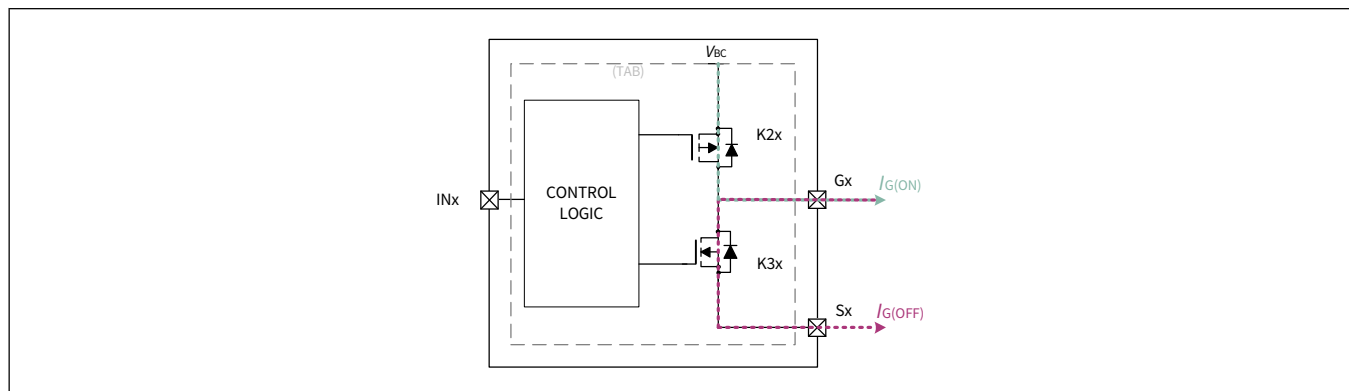 VBC
(TAB)
K2x
Gx
IG(ON)
INx
CONTROL
LOGIC
K3x
Sx
IG(OFF)